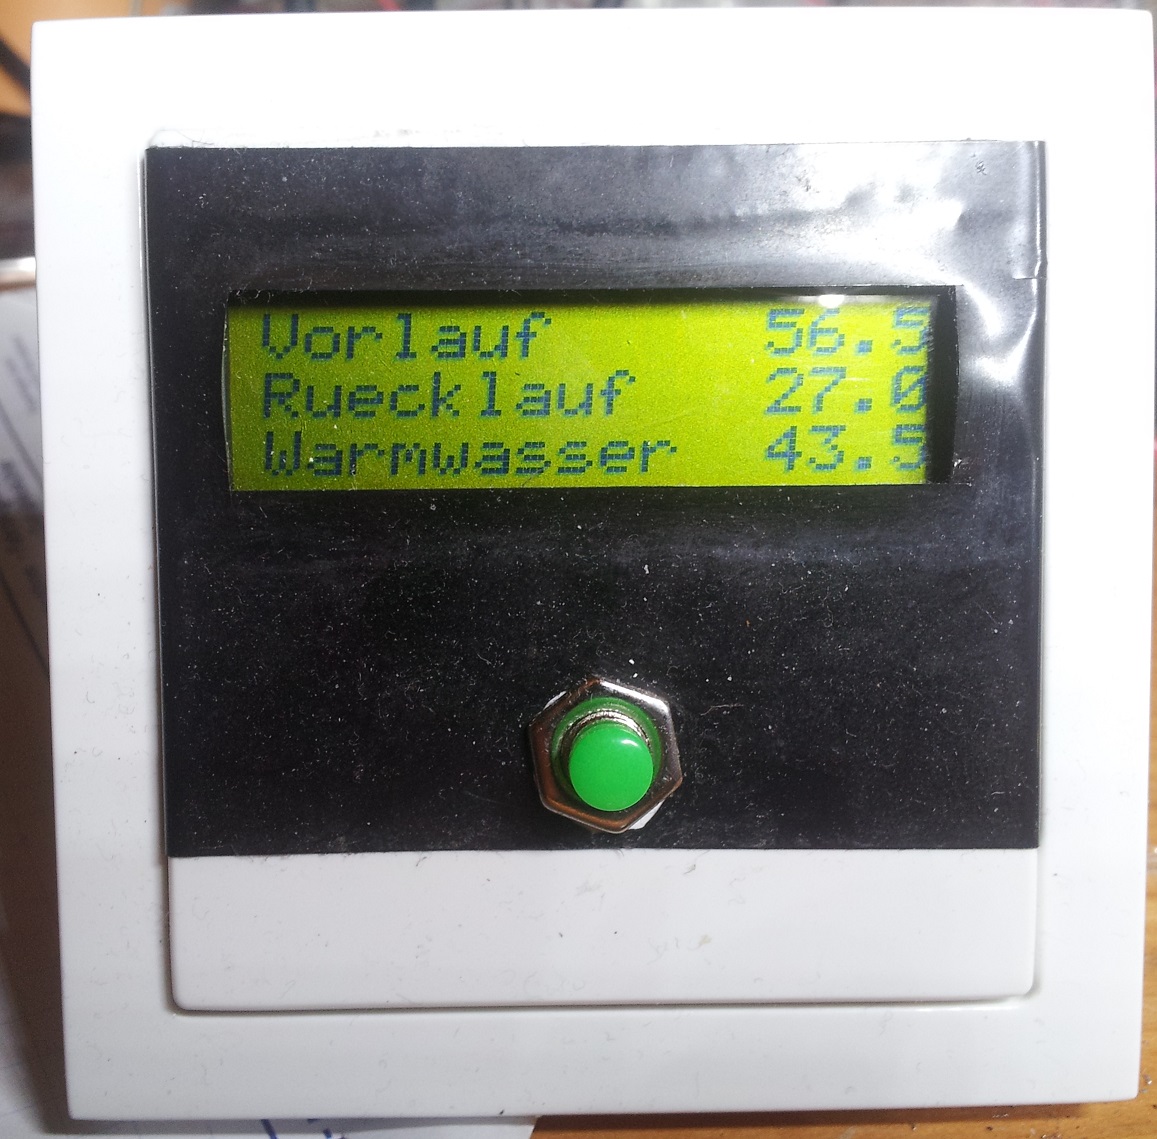 Vorlauf 56.5
Ruecklauf 27.0
Warmwasser 43.5